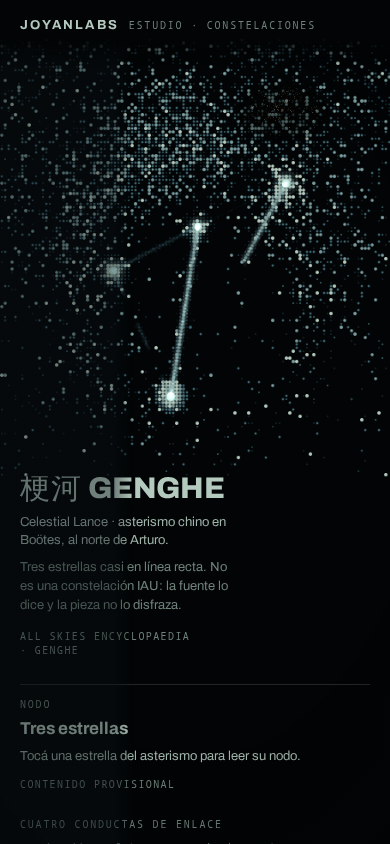 JOYANLABS ESTUDIO · CONSTELACIONES
梗河 GENGHE
Celestial Lance · asterismo chino en
Boötes, al norte de Arturo.
Tres estrellas casi en línea recta. No
es una constelación IAU: la fuente lo
dice y la pieza no lo disfraza.
ALL SKIES ENCYCLOPAEDIA
· GENGHE
NODO
Tres estrellas
Tocá una estrella del asterismo para leer su nodo.
CONTENIDO PROVISIONAL
CUATRO CONDUCTAS DE ENLACE